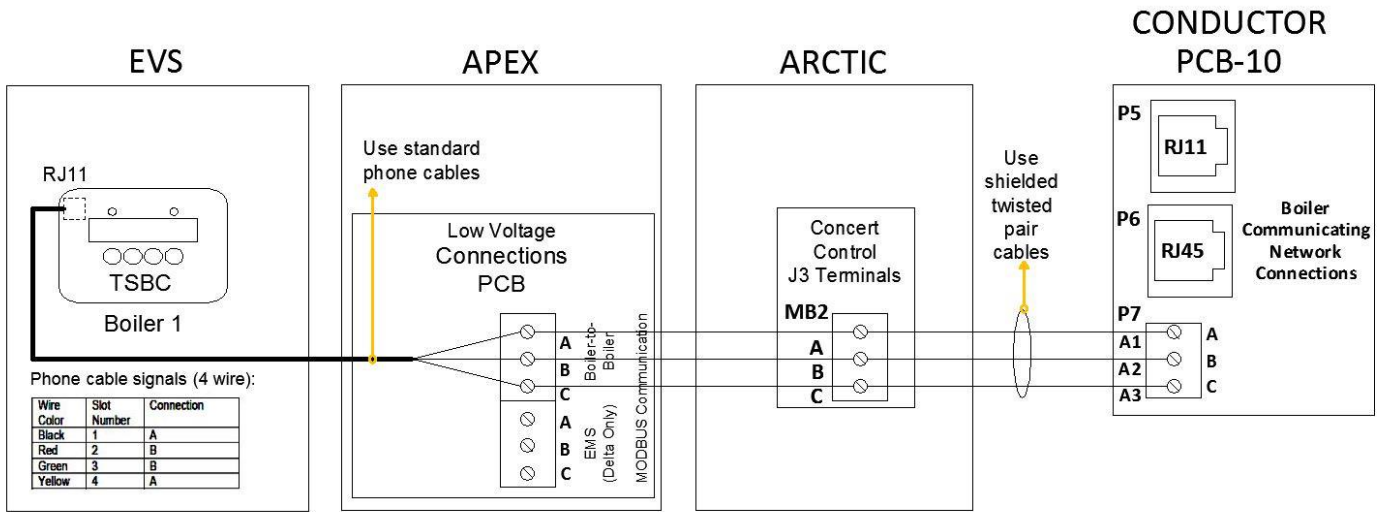 EVS
RJ11
TSBC
Boiler 1
Phone cable signals (4 wire):
Wire Color Slot Number Connection
Black 1 A
Red 2 B
Green 3 B
Yellow 4 A
APEX
Use standard
phone cables
Low Voltage
Connections
PCB
A
B
C
Boiler-to-
Boiler
A
B
C
EMS
(Delta Only)
MODBUS Communication
ARCTIC
Concert
Control
J3 Terminals
MB2
A
B
C
Use
shielded
twisted
pair
cables
CONDUCTOR
PCB-10
P5
RJ11
P6
RJ45
Boiler
Communicating
Network
Connections
P7
A1
A2
A3
A
B
C